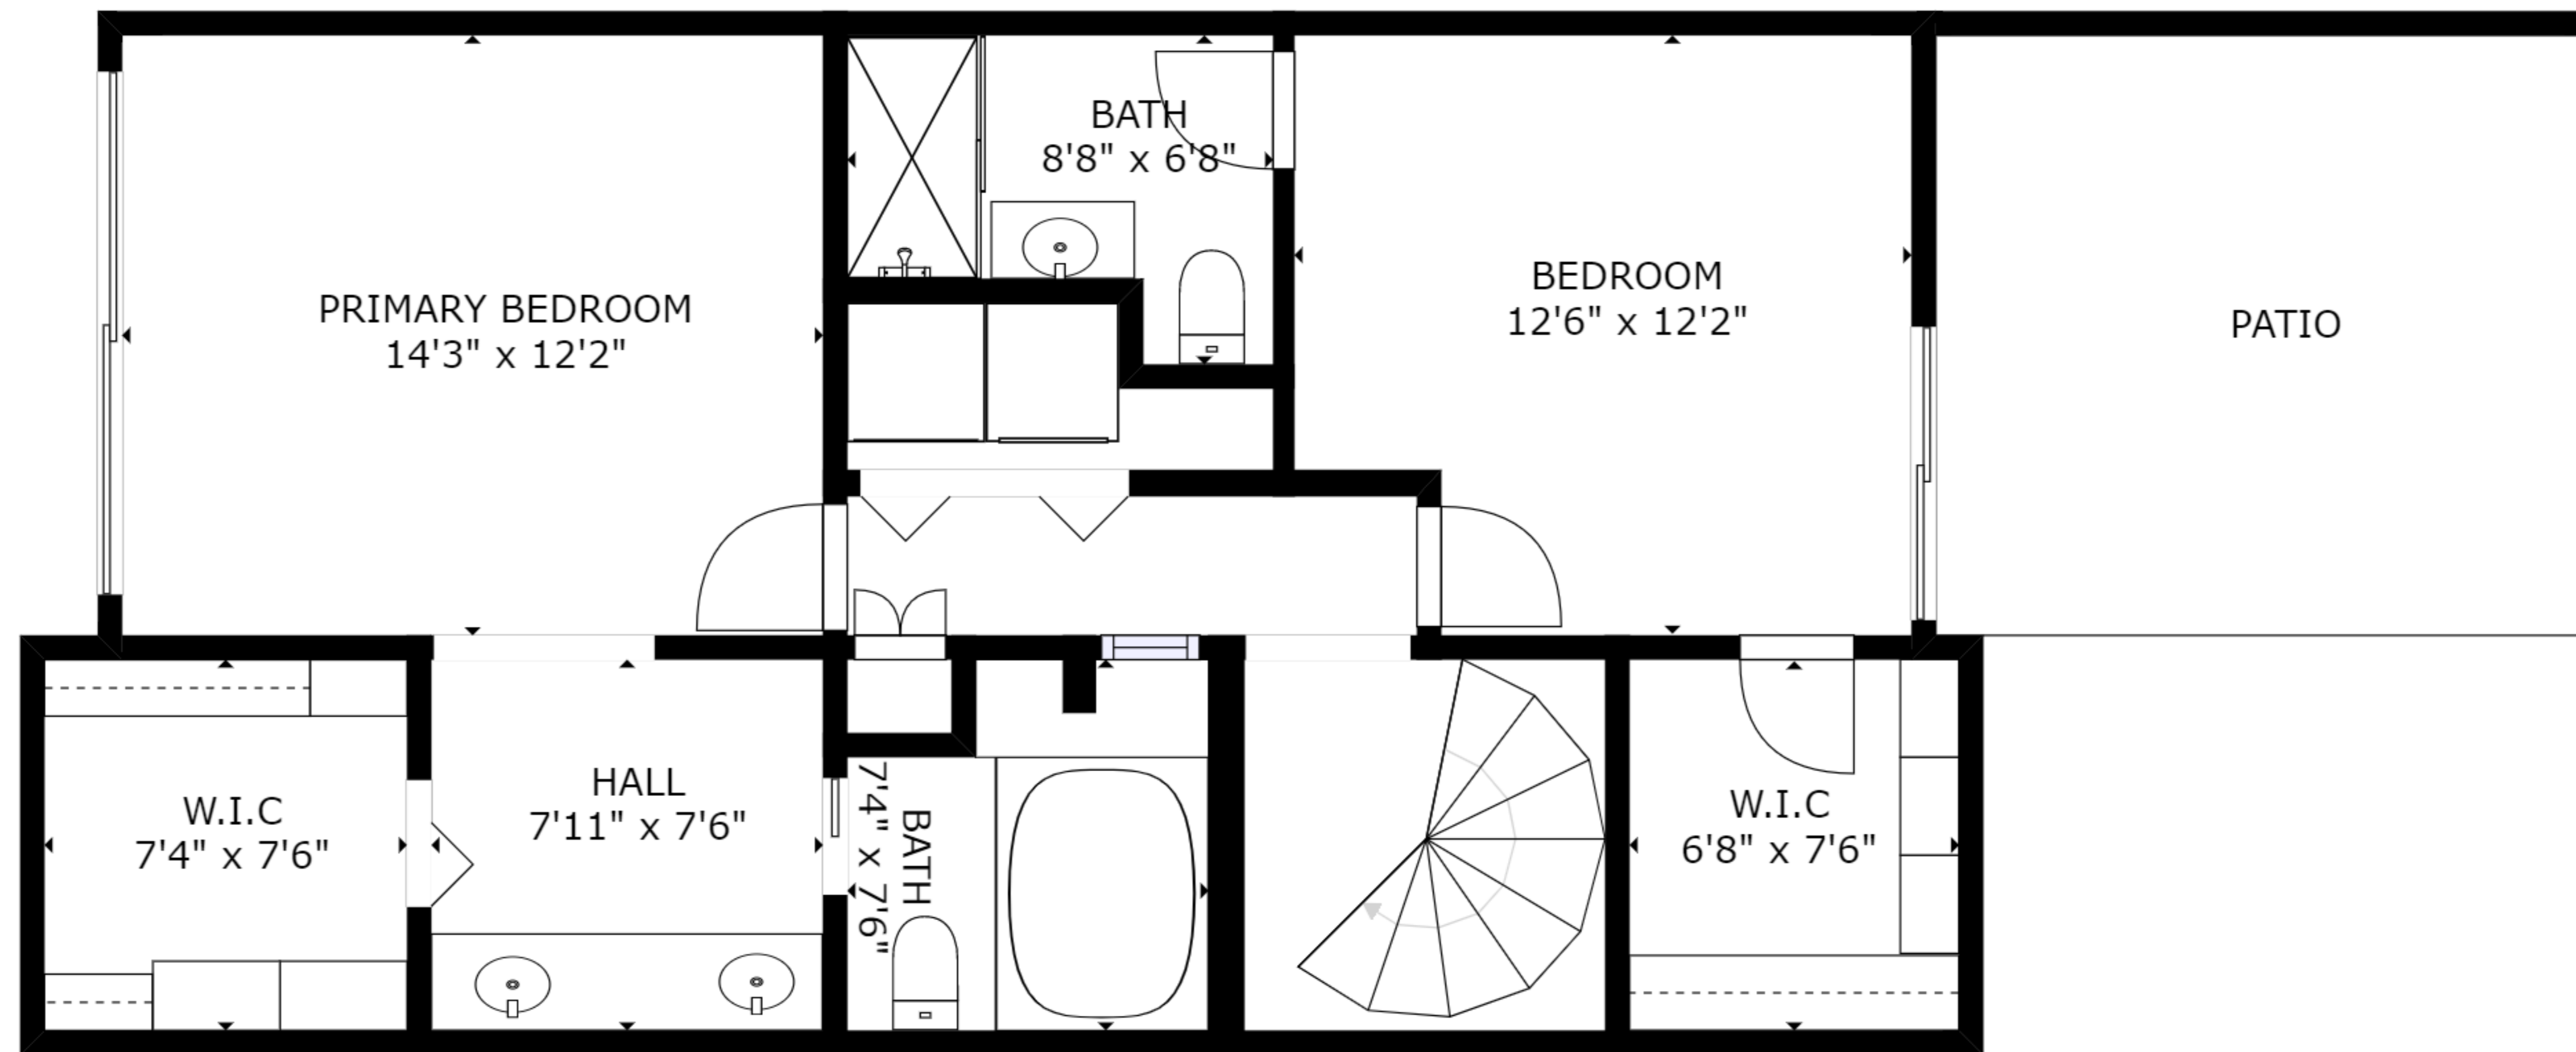 BATH
8'8" x 6'8"
PRIMARY BEDROOM
14'3" x 12'2"
BEDROOM
12'6" x 12'2"
PATIO
W.I.C
7'4" x 7'6"
HALL
7'11" x 7'6"
BATH
7'4" x 7'6"
W.I.C
6'8" x 7'6"